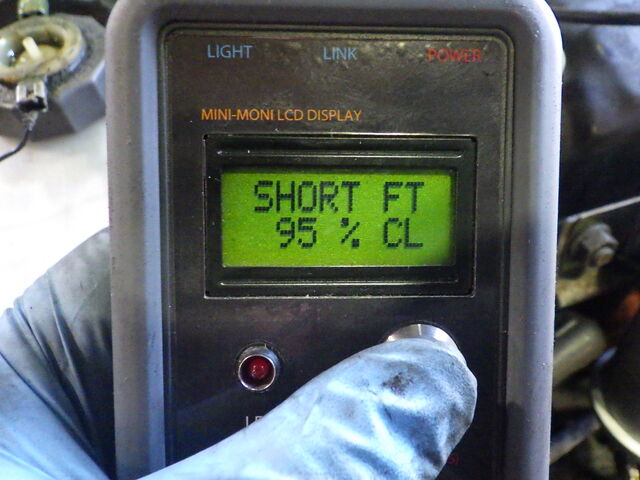 LIGHT LINK POWER
MINI-MONI LCD DISPLAY
SHORT FT
95 % CL